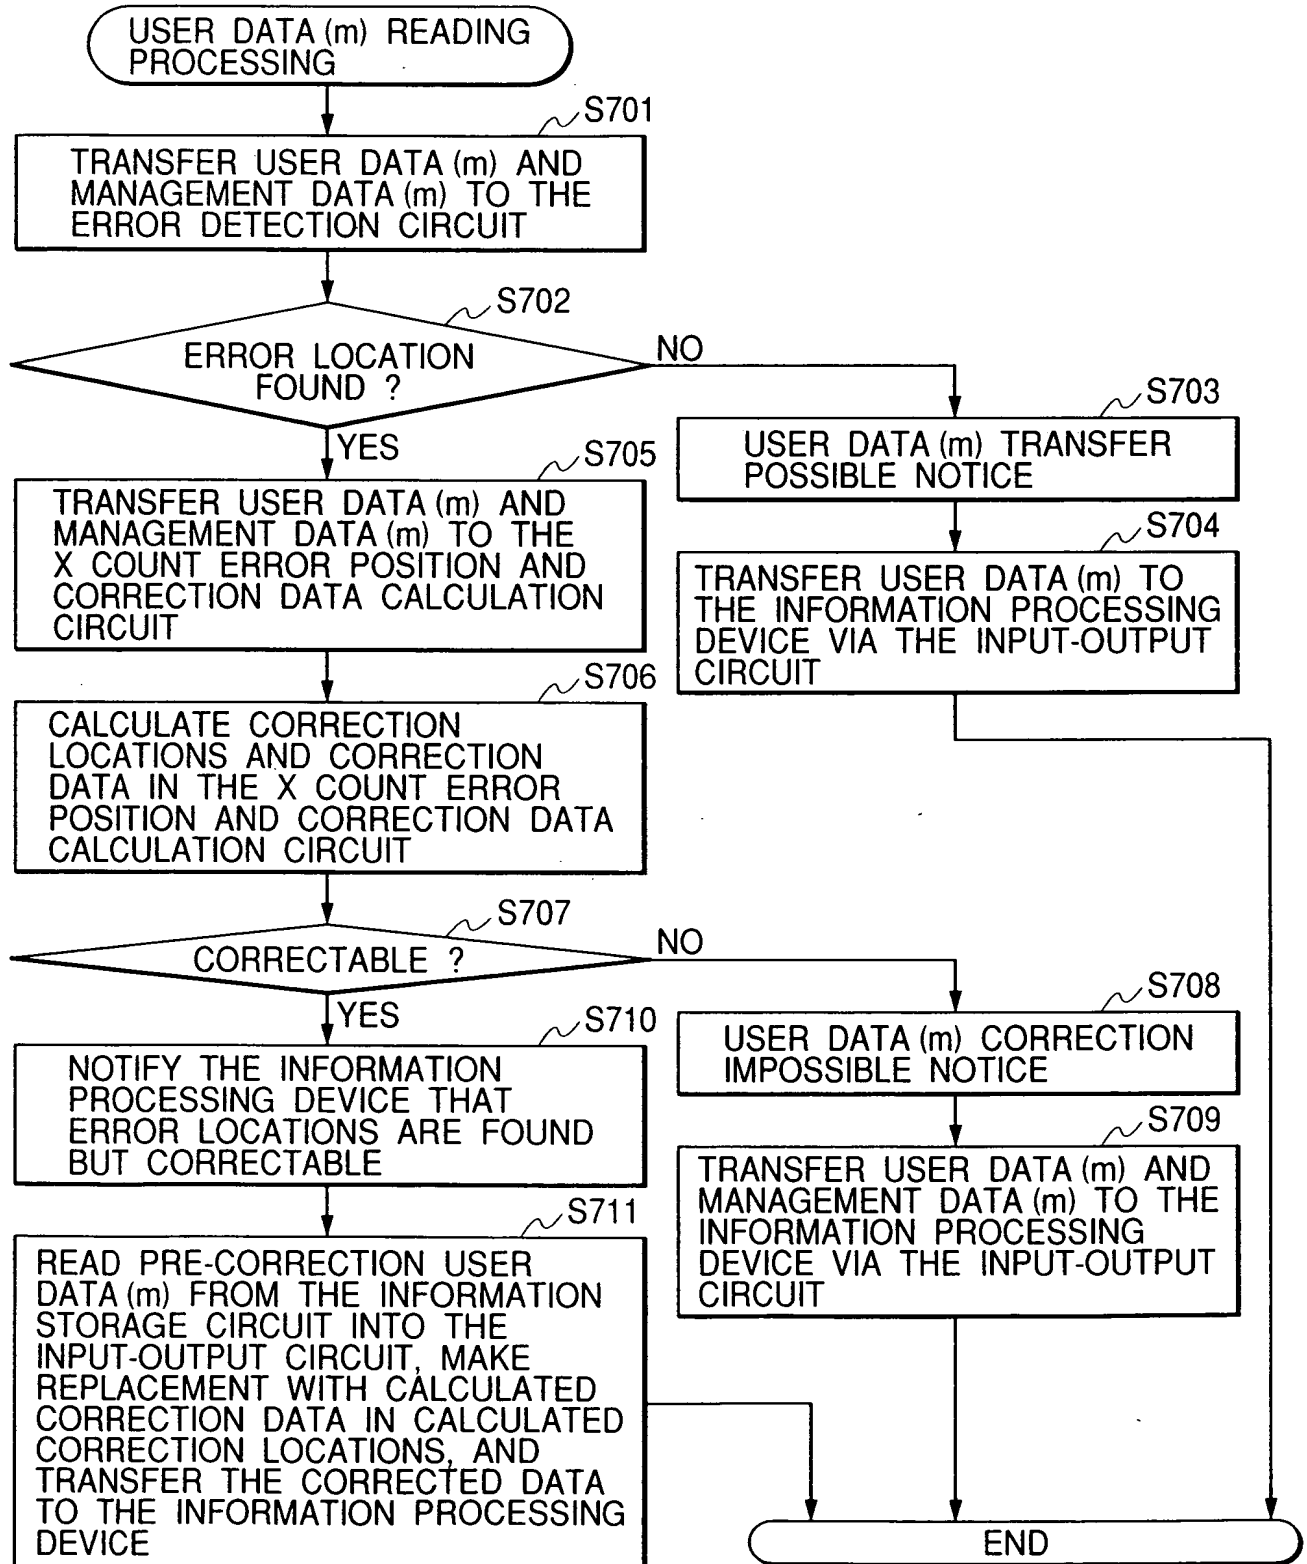 USER DATA (m) READING
PROCESSING
S701
TRANSFER USER DATA (m) AND
MANAGEMENT DATA (m) TO THE
ERROR DETECTION CIRCUIT
S702
ERROR LOCATION
FOUND ?
NO
YES
S703
USER DATA (m) TRANSFER
POSSIBLE NOTICE
S704
TRANSFER USER DATA (m) TO
THE INFORMATION PROCESSING
DEVICE VIA THE INPUT-OUTPUT
CIRCUIT
S705
TRANSFER USER DATA (m) AND
MANAGEMENT DATA (m) TO THE
X COUNT ERROR POSITION AND
CORRECTION DATA CALCULATION
CIRCUIT
S706
CALCULATE CORRECTION
LOCATIONS AND CORRECTION
DATA IN THE X COUNT ERROR
POSITION AND CORRECTION DATA
CALCULATION CIRCUIT
S707
CORRECTABLE ?
NO
YES
S708
USER DATA (m) CORRECTION
IMPOSSIBLE NOTICE
S709
TRANSFER USER DATA (m) AND
MANAGEMENT DATA (m) TO THE
INFORMATION PROCESSING
DEVICE VIA THE INPUT-OUTPUT
CIRCUIT
S710
NOTIFY THE INFORMATION
PROCESSING DEVICE THAT
ERROR LOCATIONS ARE FOUND
BUT CORRECTABLE
S711
READ PRE-CORRECTION USER
DATA (m) FROM THE INFORMATION
STORAGE CIRCUIT INTO THE
INPUT-OUTPUT CIRCUIT, MAKE
REPLACEMENT WITH CALCULATED
CORRECTION DATA IN CALCULATED
CORRECTION LOCATIONS, AND
TRANSFER THE CORRECTED DATA
TO THE INFORMATION PROCESSING
DEVICE
END